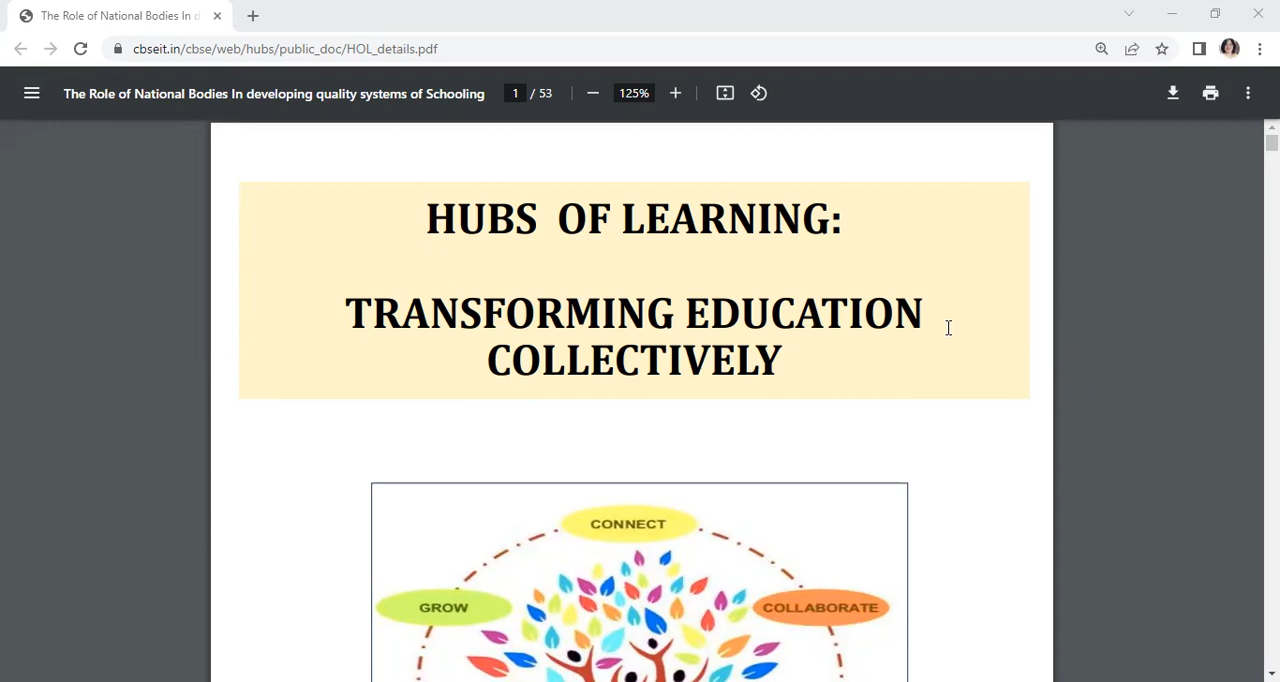 The Role of National Bodies In d
cbseit.in/cbse/web/hubs/public_doc/HOL_details.pdf
The Role of National Bodies In developing quality systems of Schooling 1 / 53 125%
HUBS OF LEARNING:
TRANSFORMING EDUCATION
COLLECTIVELY
CONNECT
GROW COLLABORATE